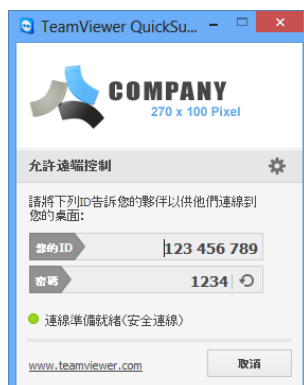 TeamViewer QuickSu...
COMPANY
270 x 100 Pixel
允許遠端控制
請將下列ID告訴您的夥伴以供他們連線到
您的桌面:
您的ID 123 456 789
密碼 1234
連線準備就緒(安全連線)
www.teamviewer.com 取消